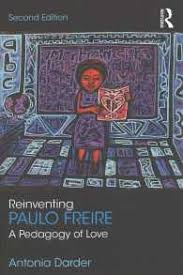 Second Edition
Reinventing
PAULO FREIRE
A Pedagogy of Love
Antonia Darder